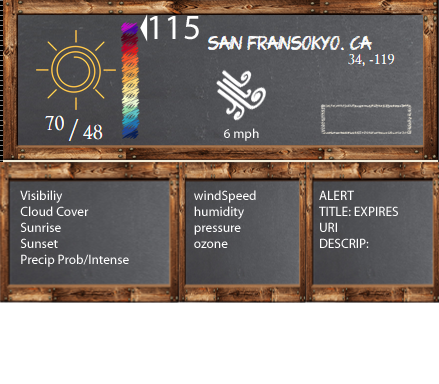 115
SAN FRANSOKYO. CA
34, -119
70 / 48
6 mph
Visibiliy
Cloud Cover
Sunrise
Sunset
Precip Prob/Intense
windSpeed
humidity
pressure
ozone
ALERT
TITLE: EXPIRES
URI
DESCRIP: